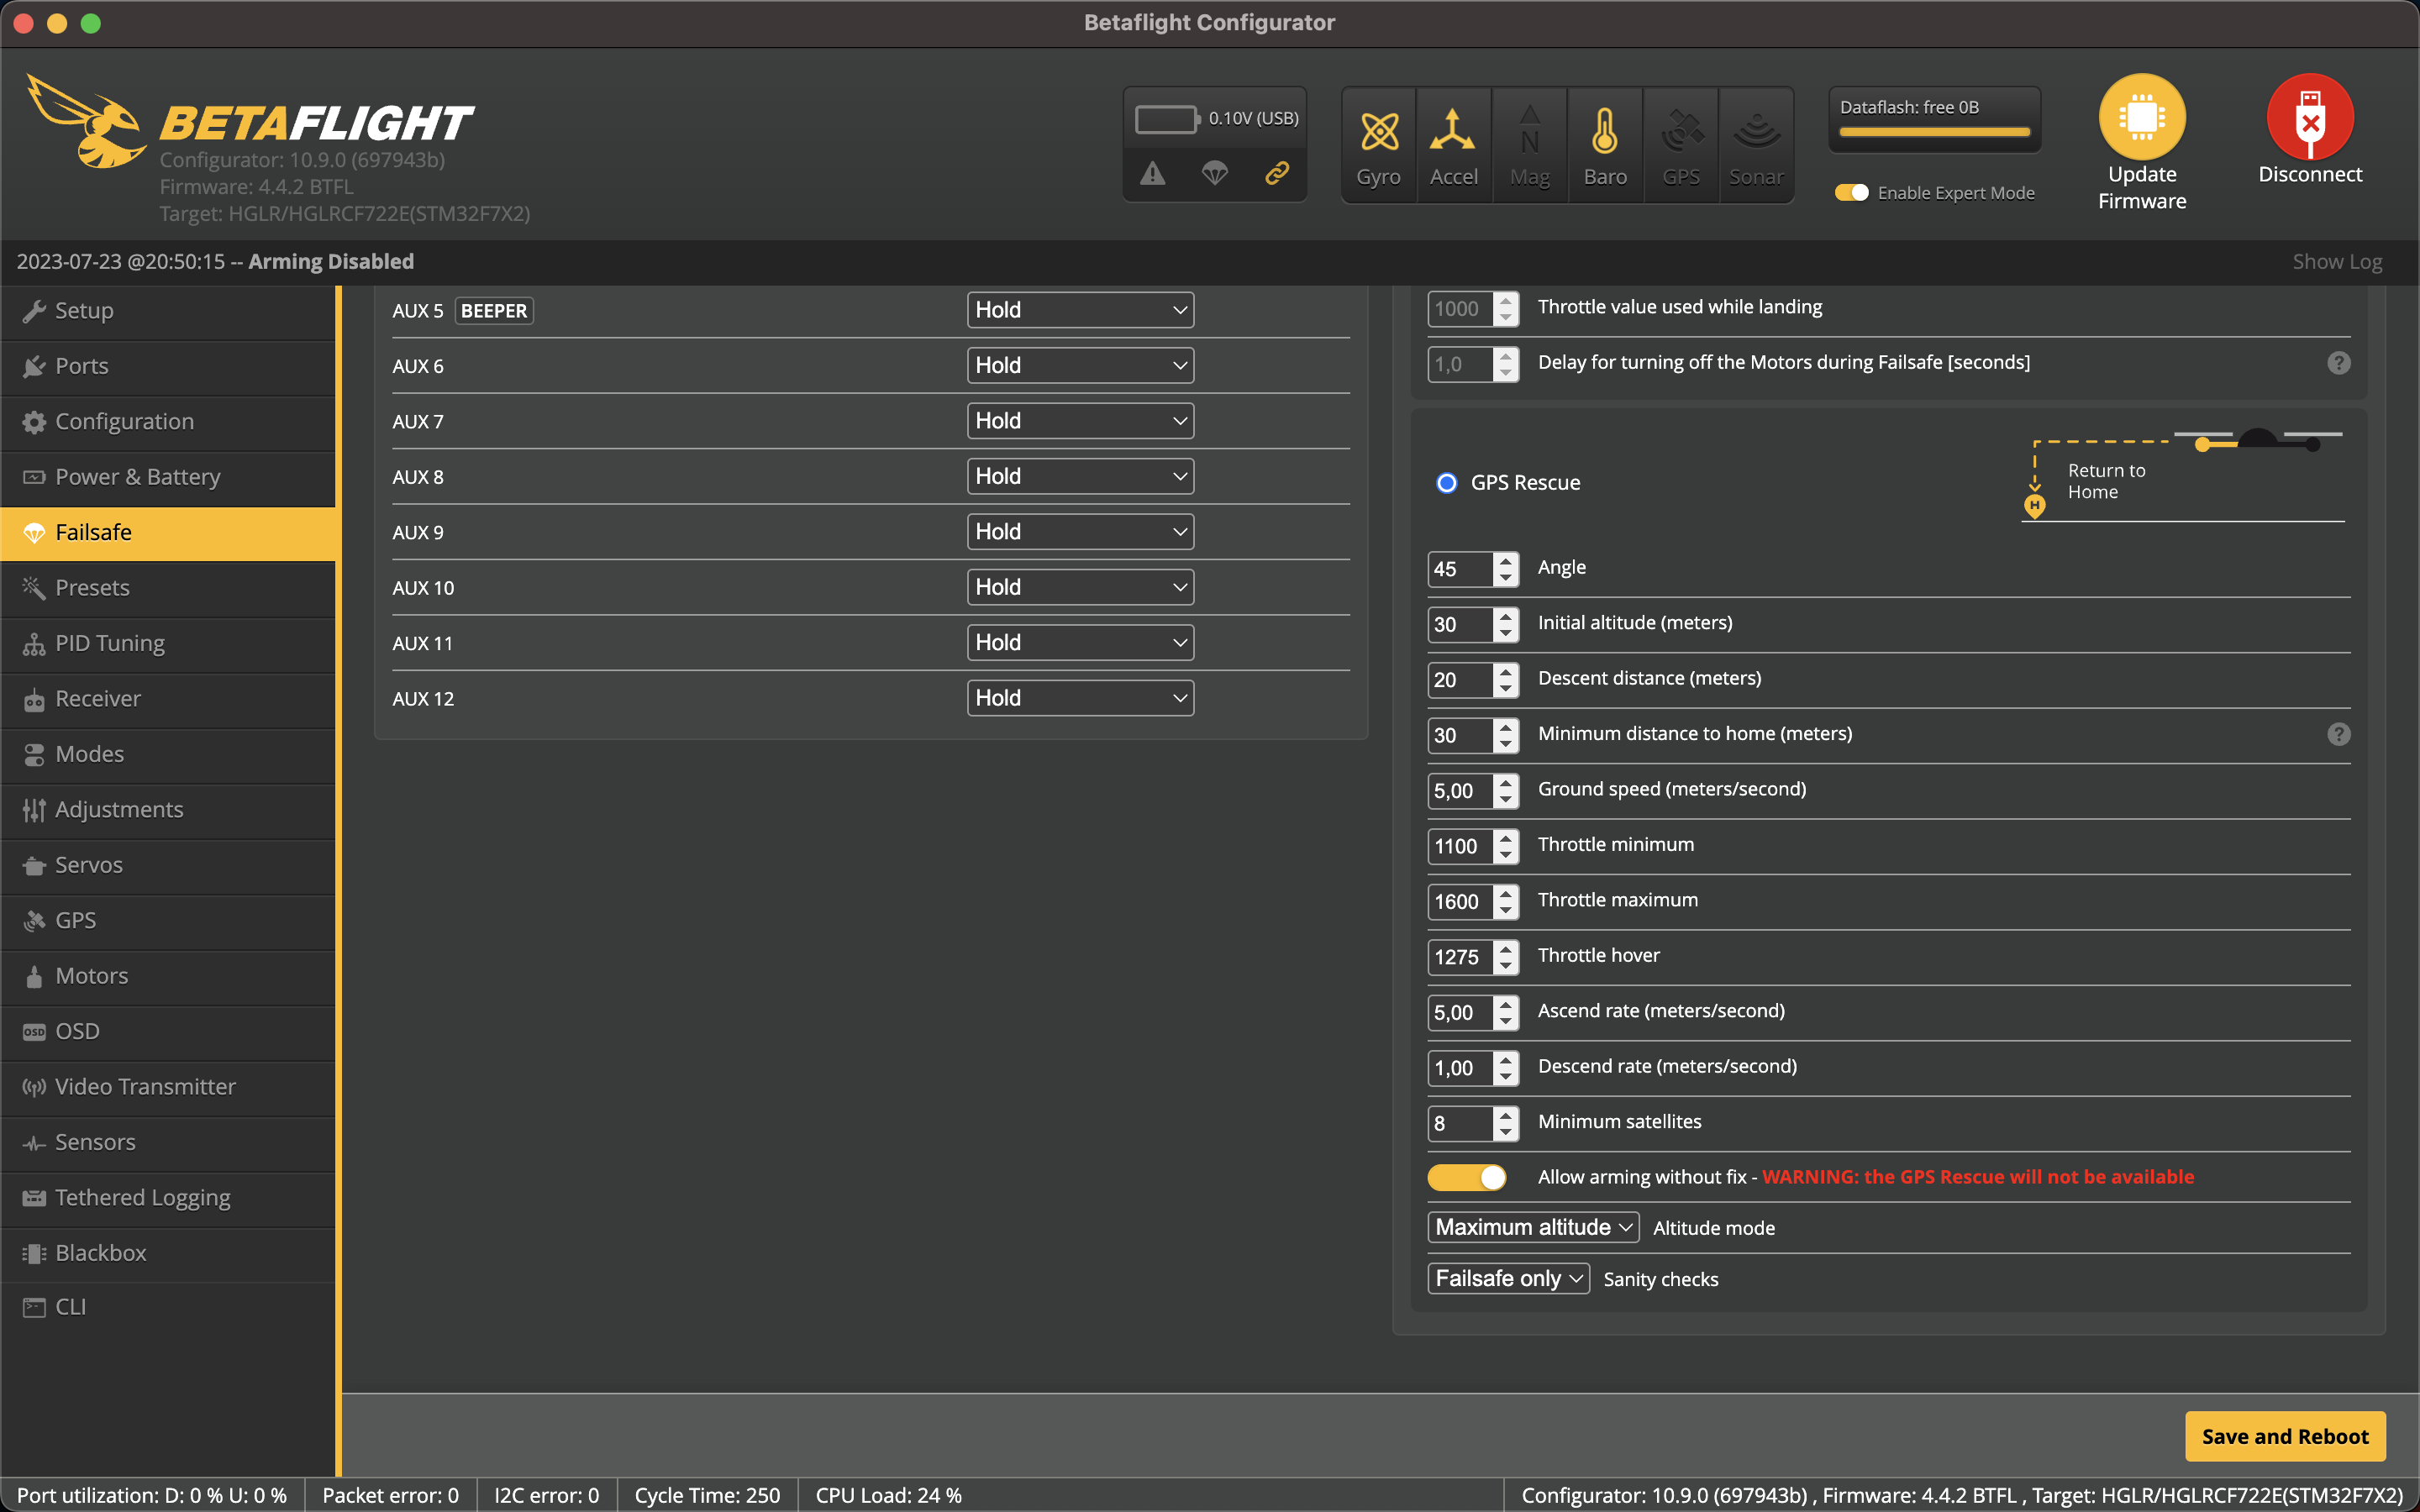 Betaflight Configurator
BETAFLIGHT
Configurator: 10.9.0 (697943b)
Firmware: 4.4.2 BTFL
Target: HGLR/HGLRCF722E(STM32F7X2)
0.10V (USB)
Gyro
Accel
N
Mag
Baro
GPS
Sonar
Dataflash: free 0B
Enable Expert Mode
Update
Firmware
Disconnect
2023-07-23 @20:50:15 -- Arming Disabled
Show Log
Setup
Ports
Configuration
Power & Battery
Failsafe
Presets
PID Tuning
Receiver
Modes
Adjustments
Servos
GPS
Motors
OSD OSD
Video Transmitter
Sensors
Tethered Logging
Blackbox
CLI
AUX 5 BEEPER Hold
AUX 6 Hold
AUX 7 Hold
AUX 8 Hold
AUX 9 Hold
AUX 10 Hold
AUX 11 Hold
AUX 12 Hold
1000 Throttle value used while landing
1,0 Delay for turning off the Motors during Failsafe [seconds] ?
GPS Rescue
Return to
Home
H
45 Angle
30 Initial altitude (meters)
20 Descent distance (meters)
30 Minimum distance to home (meters) ?
5,00 Ground speed (meters/second)
1100 Throttle minimum
1600 Throttle maximum
1275 Throttle hover
5,00 Ascend rate (meters/second)
1,00 Descend rate (meters/second)
8 Minimum satellites
Allow arming without fix - WARNING: the GPS Rescue will not be available
Maximum altitude Altitude mode
Failsafe only Sanity checks
Save and Reboot
Port utilization: D: 0 % U: 0 %
Packet error: 0
I2C error: 0
Cycle Time: 250
CPU Load: 24 %
Configurator: 10.9.0 (697943b) , Firmware: 4.4.2 BTFL , Target: HGLR/HGLRCF722E(STM32F7X2)